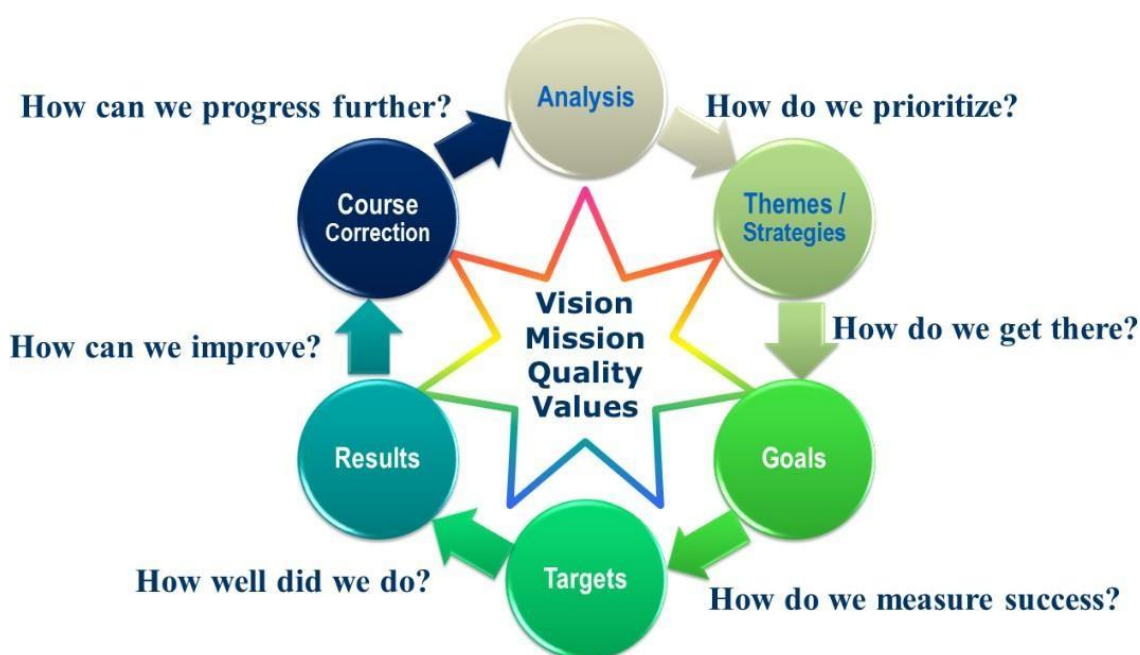 Analysis
How do we prioritize?
Themes /
Strategies
How do we get there?
Goals
How do we measure success?
Targets
How well did we do?
Results
How can we improve?
Course
Correction
How can we progress further?
Vision
Mission
Quality
Values